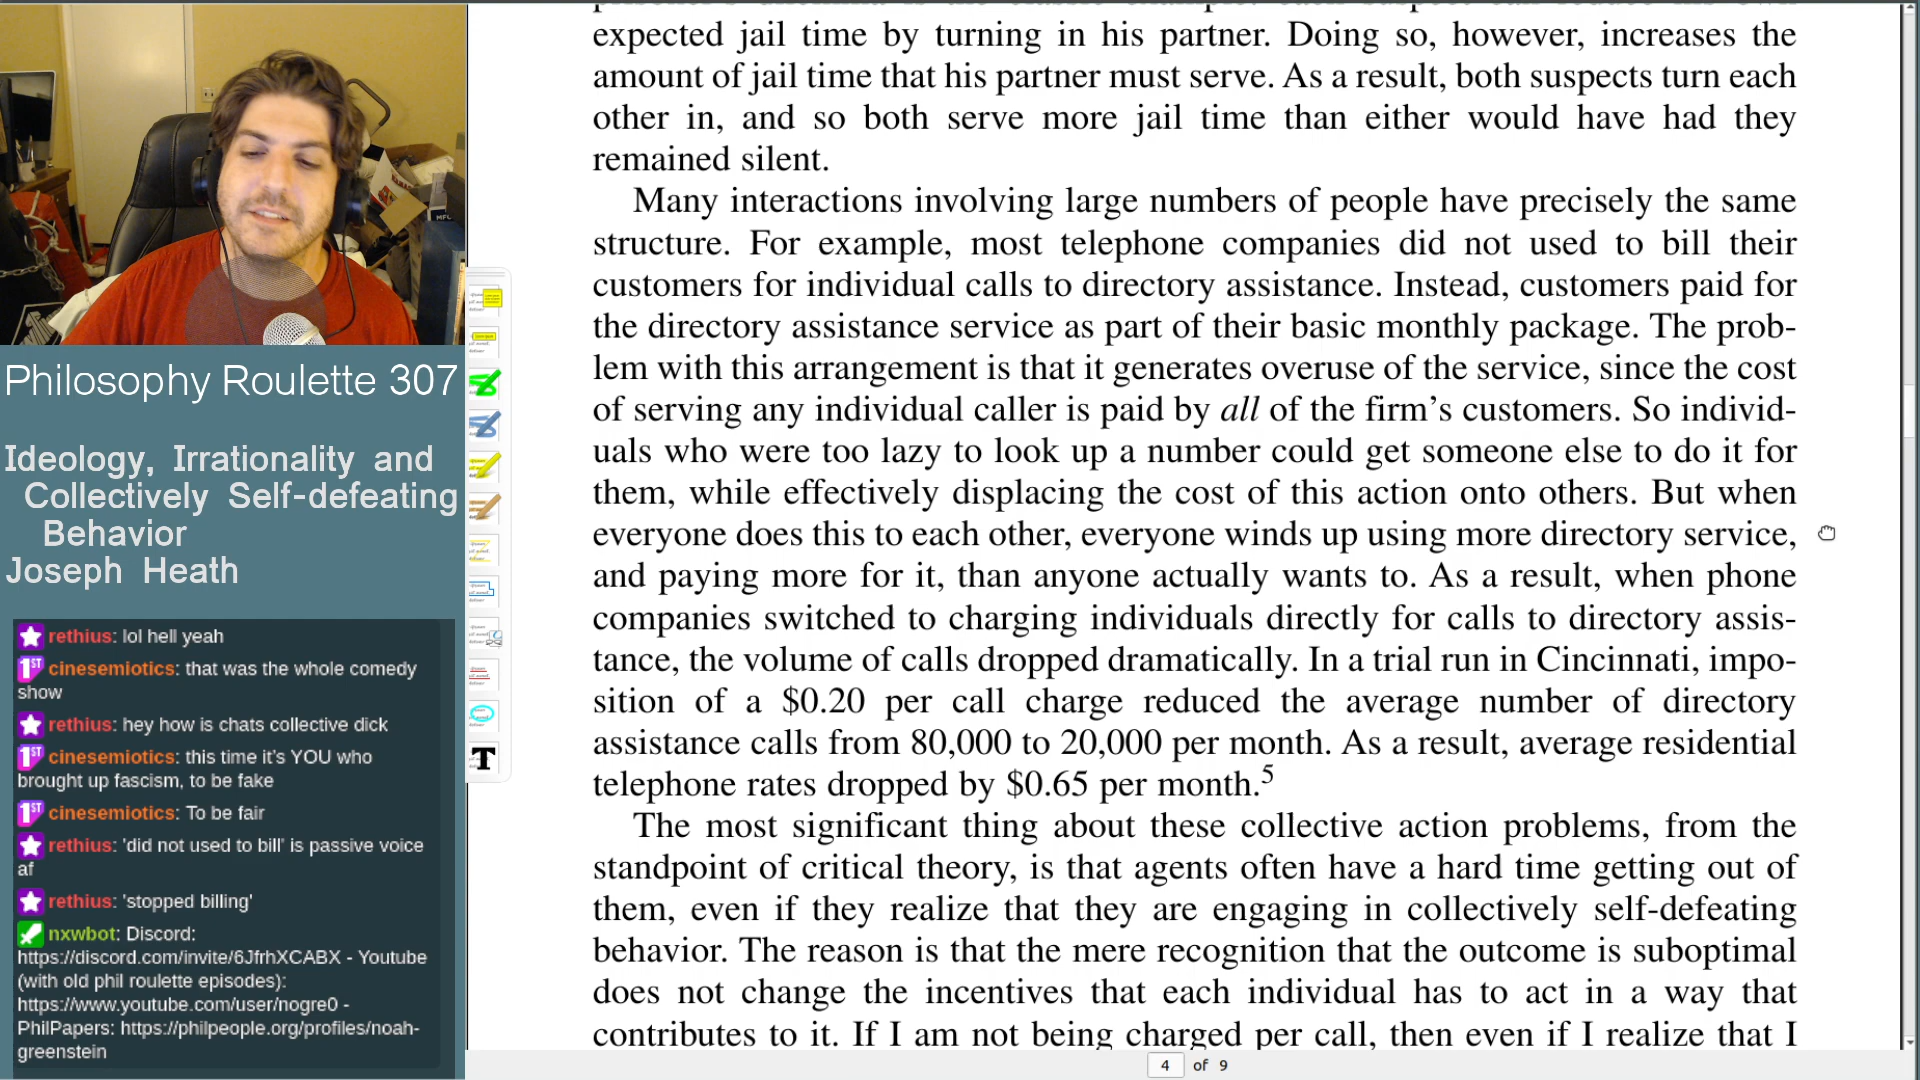 Philosophy Roulette 307
Ideology, Irrationality and
Collectively Self-defeating
Behavior
Joseph Heath
rethius: lol hell yeah
cinesemiotics: that was the whole comedy
show
rethius: hey how is chats collective dick
cinesemiotics: this time it's YOU who
brought up fascism, to be fake
cinesemiotics: To be fair
rethius: 'did not used to bill' is passive voice
af
rethius: 'stopped billing'
nxwbot: Discord:
https://discord.com/invite/6JfrhXCABX - Youtube
(with old phil roulette episodes):
https://www.youtube.com/user/nogre0 -
PhilPapers: https://philpeople.org/profiles/noah-
greenstein
expected jail time by turning in his partner. Doing so, however, increases the
amount of jail time that his partner must serve. As a result, both suspects turn each
other in, and so both serve more jail time than either would have had they
remained silent.
Many interactions involving large numbers of people have precisely the same
structure. For example, most telephone companies did not used to bill their
customers for individual calls to directory assistance. Instead, customers paid for
the directory assistance service as part of their basic monthly package. The prob-
lem with this arrangement is that it generates overuse of the service, since the cost
of serving any individual caller is paid by all of the firm's customers. So individ-
uals who were too lazy to look up a number could get someone else to do it for
them, while effectively displacing the cost of this action onto others. But when
everyone does this to each other, everyone winds up using more directory service,
and paying more for it, than anyone actually wants to. As a result, when phone
companies switched to charging individuals directly for calls to directory assis-
tance, the volume of calls dropped dramatically. In a trial run in Cincinnati, impo-
sition of a $0.20 per call charge reduced the average number of directory
assistance calls from 80,000 to 20,000 per month. As a result, average residential
telephone rates dropped by $0.65 per month.5
The most significant thing about these collective action problems, from the
standpoint of critical theory, is that agents often have a hard time getting out of
them, even if they realize that they are engaging in collectively self-defeating
behavior. The reason is that the mere recognition that the outcome is suboptimal
does not change the incentives that each individual has to act in a way that
contributes to it. If I am not being charged per call, then even if I realize that I
4 of 9